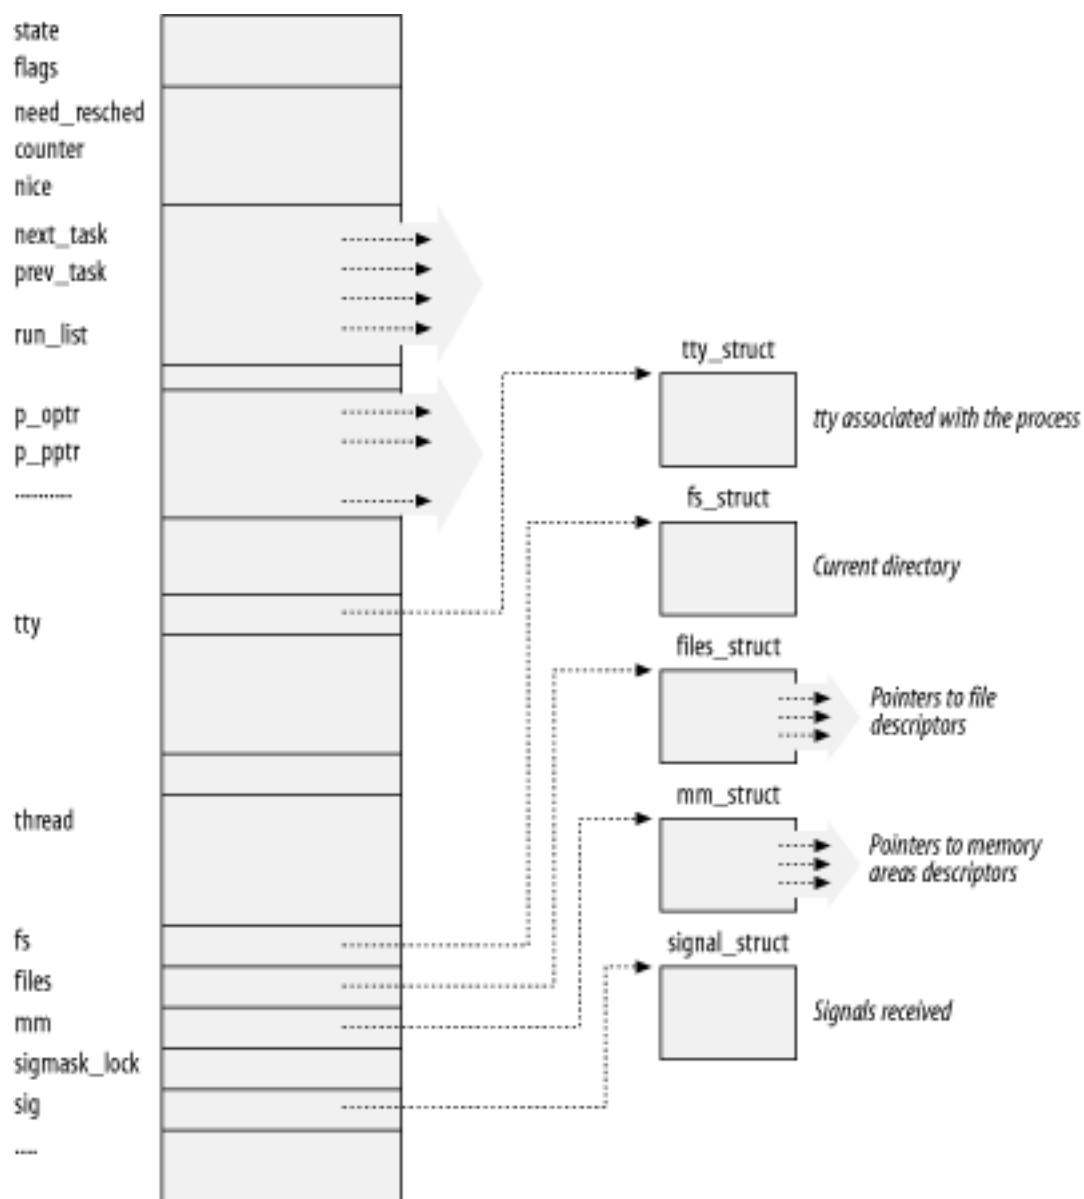 state
flags
need_resched
counter
nice
next_task
prev_task
run_list
p_optr
p_pptr
...........
tty
thread
fs
files
mm
sigmask_lock
sig
.....
tty_struct
tty associated with the process
fs_struct
Current directory
files_struct
Pointers to file
descriptors
mm_struct
Pointers to memory
areas descriptors
signal_struct
Signals received